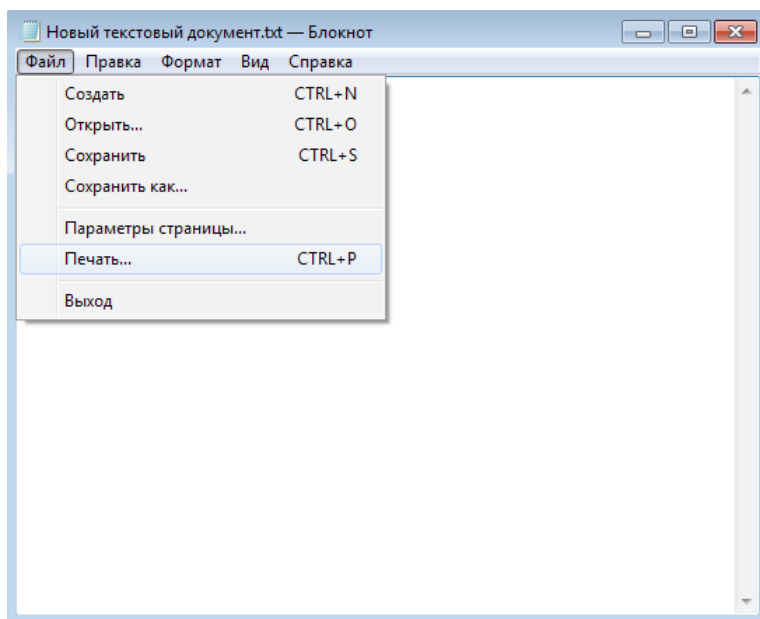 Новый текстовый документ.txt — Блокнот
Файл Правка Формат Вид Справка
Создать CTRL+N
Открыть... CTRL+O
Сохранить CTRL+S
Сохранить как...
Параметры страницы...
Печать... CTRL+P
Выход